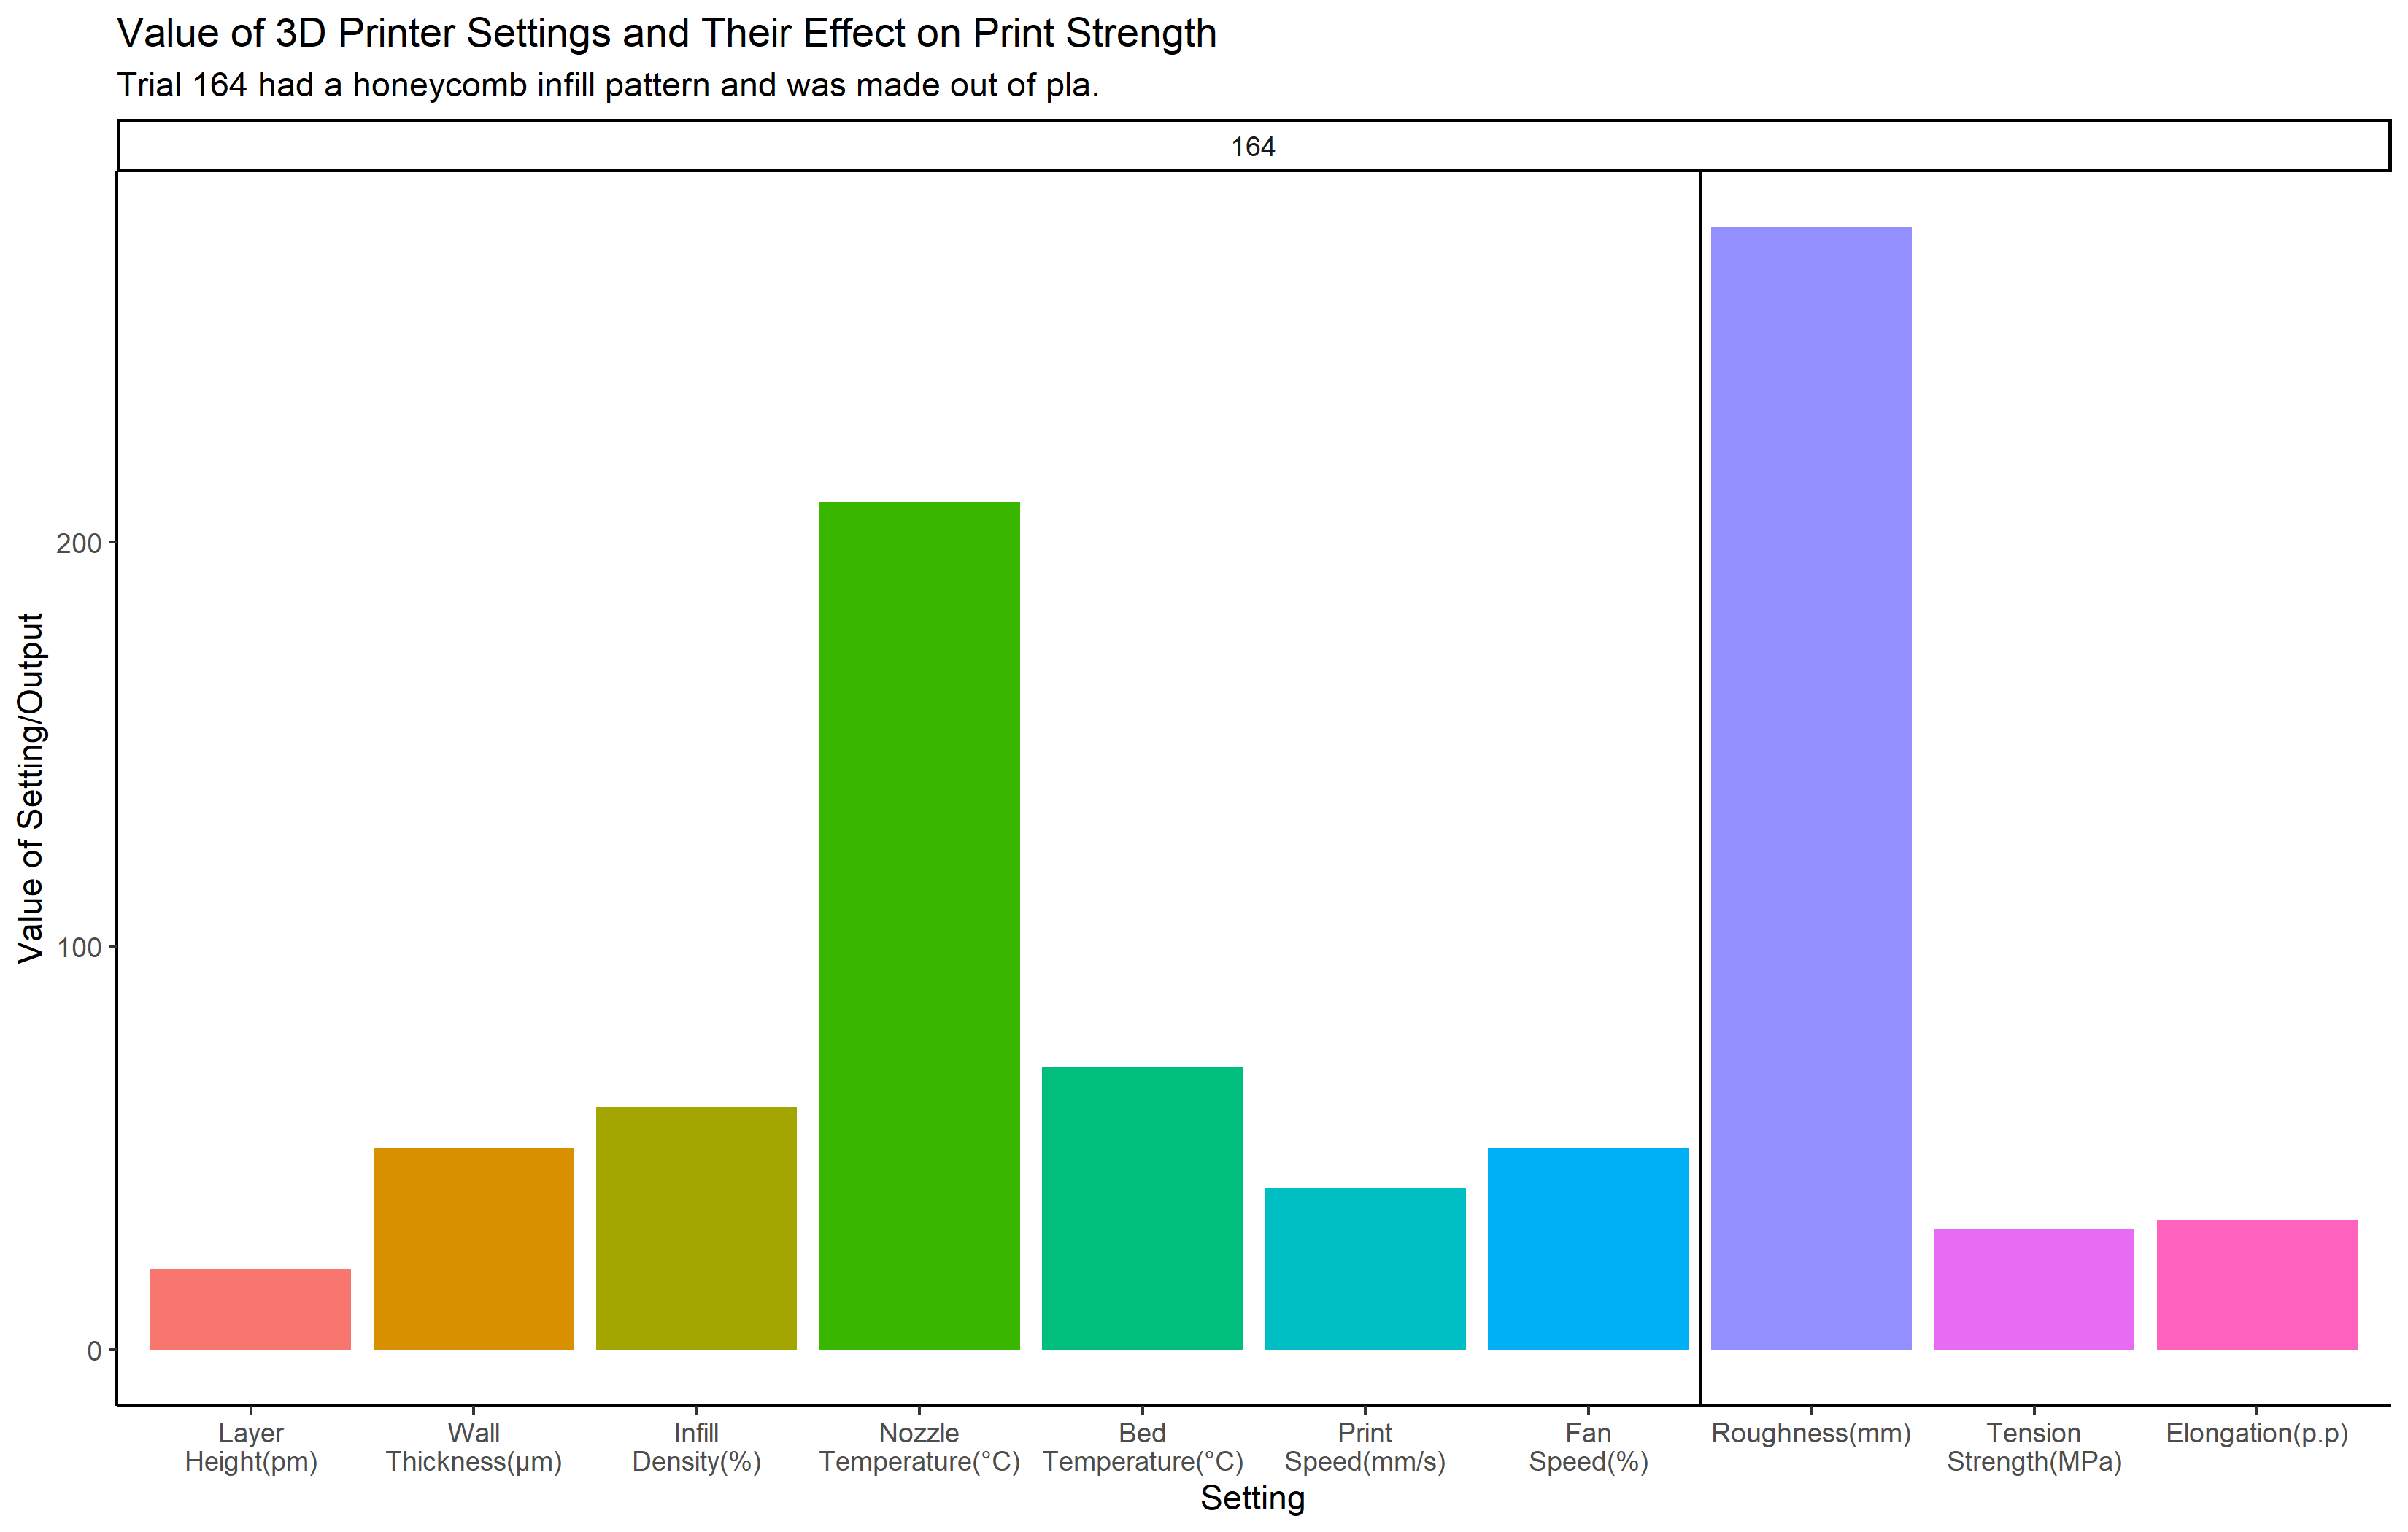 Value of 3D Printer Settings and Their Effect on Print Strength
Trial 164 had a honeycomb infill pattern and was made out of pla.
164
Value of Setting/Output
200
100
0
Layer
Height(pm)
Wall
Thickness(µm)
Infill
Density(%)
Nozzle
Temperature(°C)
Bed
Temperature(°C)
Print
Speed(mm/s)
Fan
Speed(%)
Roughness(mm)
Tension
Strength(MPa)
Elongation(p.p)
Setting